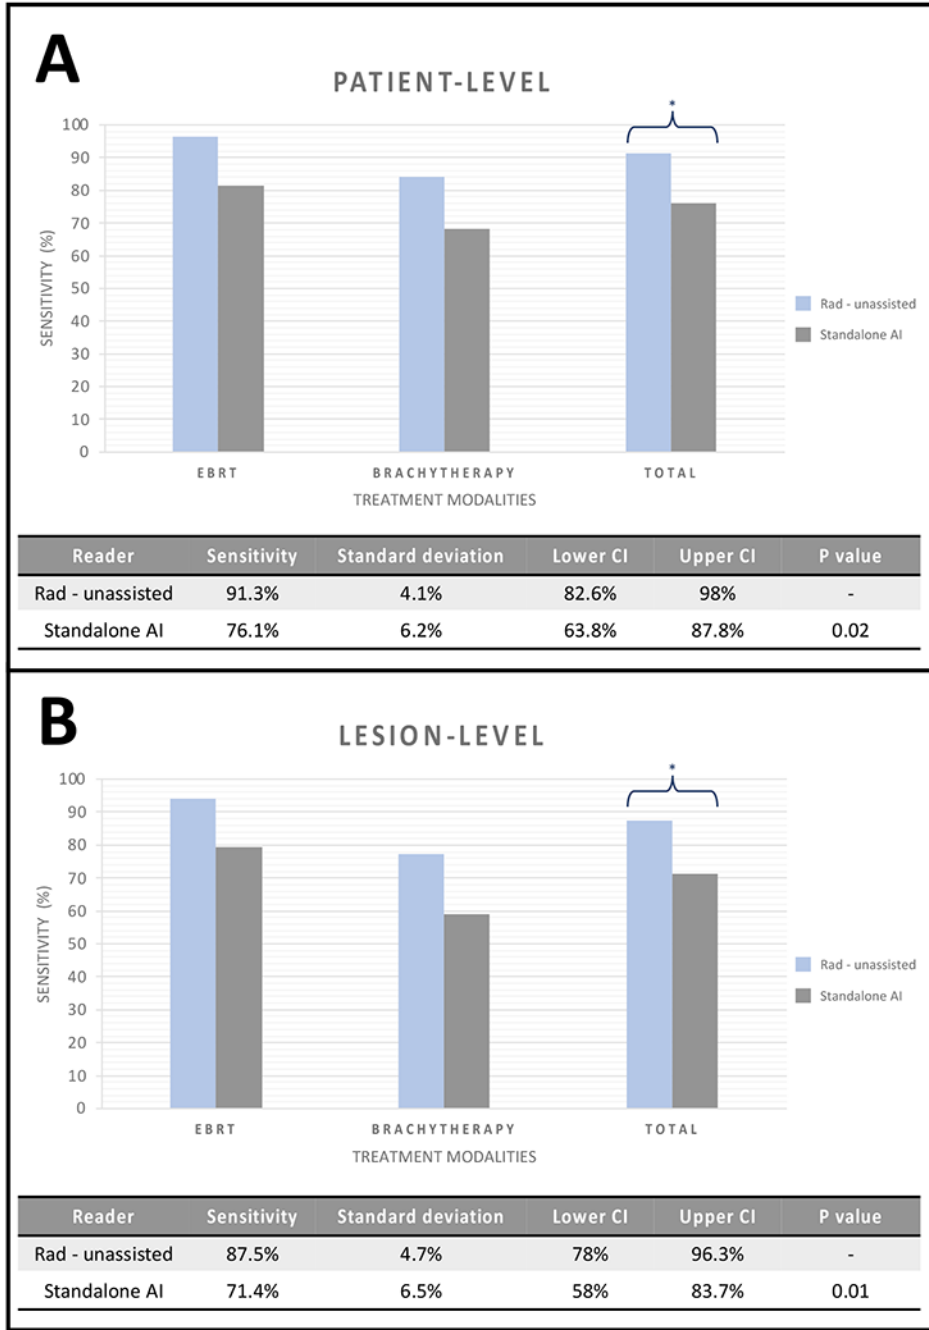 A
PATIENT-LEVEL
*
100
90
80
70
60
50
40
30
20
10
0
SENSITIVITY (%)
EBRT BRACHYTHERAPY TOTAL
TREATMENT MODALITIES
Rad - unassisted
Standalone AI
Reader Sensitivity Standard deviation Lower CI Upper CI P value
Rad - unassisted 91.3% 4.1% 82.6% 98% -
Standalone AI 76.1% 6.2% 63.8% 87.8% 0.02
B
LESION-LEVEL
*
100
90
80
70
60
50
40
30
20
10
0
SENSITIVITY (%)
EBRT BRACHYTHERAPY TOTAL
TREATMENT MODALITIES
Rad - unassisted
Standalone AI
Reader Sensitivity Standard deviation Lower CI Upper CI P value
Rad - unassisted 87.5% 4.7% 78% 96.3% -
Standalone AI 71.4% 6.5% 58% 83.7% 0.01